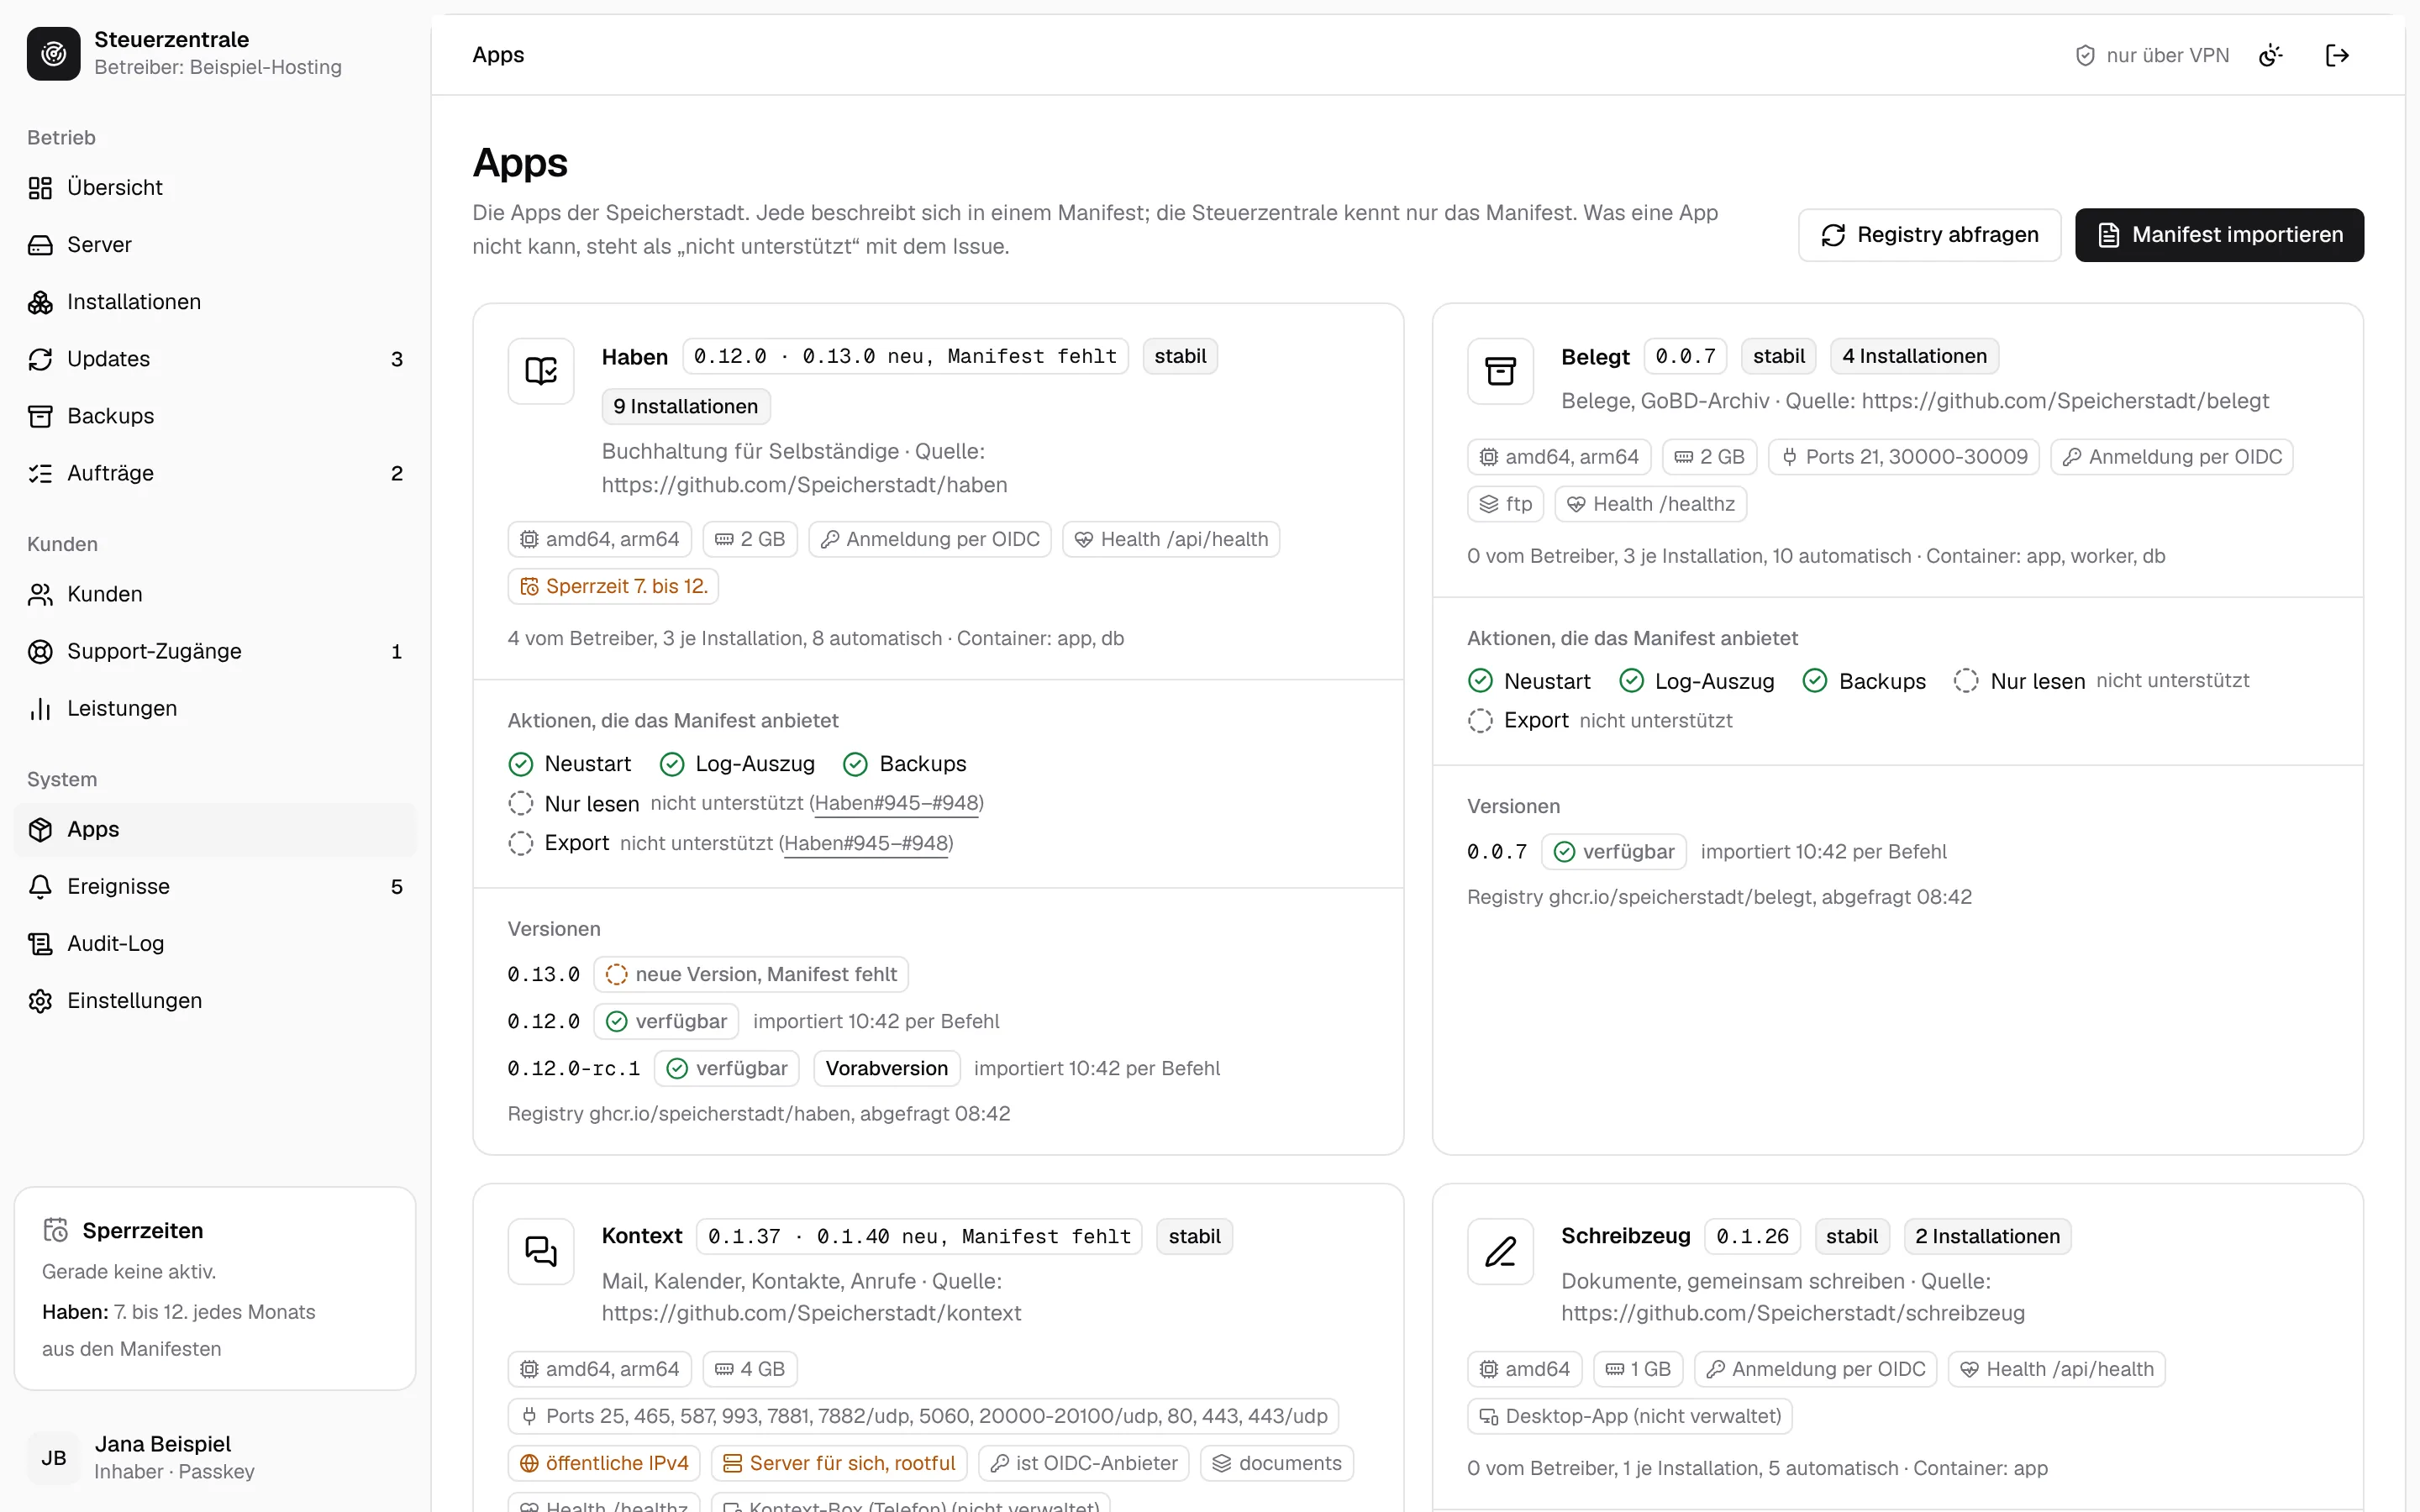 Steuerzentrale
Betreiber: Beispiel-Hosting
Betrieb
Übersicht
Server
Installationen
Updates 3
Backups
Aufträge 2
Kunden
Kunden
Support-Zugänge 1
Leistungen
System
Apps
Ereignisse 5
Audit-Log
Einstellungen
Sperrzeiten
Gerade keine aktiv.
Haben: 7. bis 12. jedes Monats
aus den Manifesten
JB
Jana Beispiel
Inhaber · Passkey
Apps
nur über VPN
Apps
Die Apps der Speicherstadt. Jede beschreibt sich in einem Manifest; die Steuerzentrale kennt nur das Manifest. Was eine App
nicht kann, steht als „nicht unterstützt“ mit dem Issue.
Registry abfragen
Manifest importieren
Haben 0.12.0 · 0.13.0 neu, Manifest fehlt stabil
9 Installationen
Buchhaltung für Selbständige · Quelle:
https://github.com/Speicherstadt/haben
amd64, arm64 2 GB Anmeldung per OIDC Health /api/health
Sperrzeit 7. bis 12.
4 vom Betreiber, 3 je Installation, 8 automatisch · Container: app, db
Aktionen, die das Manifest anbietet
Neustart Log-Auszug Backups
Nur lesen nicht unterstützt (Haben#945–#948)
Export nicht unterstützt (Haben#945–#948)
Versionen
0.13.0 neue Version, Manifest fehlt
0.12.0 verfügbar importiert 10:42 per Befehl
0.12.0-rc.1 verfügbar Vorabversion importiert 10:42 per Befehl
Registry ghcr.io/speicherstadt/haben, abgefragt 08:42
Belegt 0.0.7 stabil 4 Installationen
Belege, GoBD-Archiv · Quelle: https://github.com/Speicherstadt/belegt
amd64, arm64 2 GB Ports 21, 30000-30009 Anmeldung per OIDC
ftp Health /healthz
0 vom Betreiber, 3 je Installation, 10 automatisch · Container: app, worker, db
Aktionen, die das Manifest anbietet
Neustart Log-Auszug Backups Nur lesen nicht unterstützt
Export nicht unterstützt
Versionen
0.0.7 verfügbar importiert 10:42 per Befehl
Registry ghcr.io/speicherstadt/belegt, abgefragt 08:42
Kontext 0.1.37 · 0.1.40 neu, Manifest fehlt stabil
Mail, Kalender, Kontakte, Anrufe · Quelle:
https://github.com/Speicherstadt/kontext
amd64, arm64 4 GB
Ports 25, 465, 587, 993, 7881, 7882/udp, 5060, 20000-20100/udp, 80, 443, 443/udp
öffentliche IPv4 Server für sich, rootful ist OIDC-Anbieter documents
Health /healthz Kontext-Box (Telefon) (nicht verwaltet)
Schreibzeug 0.1.26 stabil 2 Installationen
Dokumente, gemeinsam schreiben · Quelle:
https://github.com/Speicherstadt/schreibzeug
amd64 1 GB Anmeldung per OIDC Health /api/health
Desktop-App (nicht verwaltet)
0 vom Betreiber, 1 je Installation, 5 automatisch · Container: app